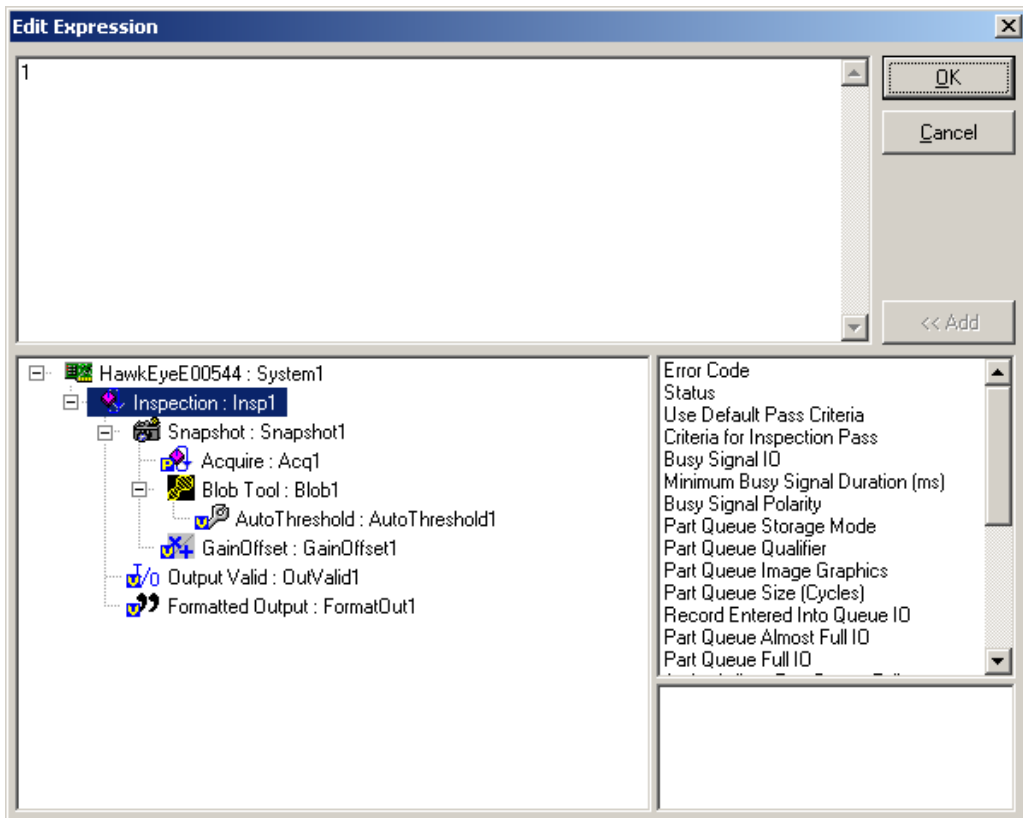 Edit Expression
1
OK
Cancel
<< Add
HawkEyeE00544 : System1
Inspection : Insp1
Snapshot : Snapshot1
Acquire : Acq1
Blob Tool : Blob1
AutoThreshold : AutoThreshold1
GainOffset : GainOffset1
Output Valid : OutValid1
Formatted Output : FormatOut1
Error Code
Status
Use Default Pass Criteria
Criteria for Inspection Pass
Busy Signal IO
Minimum Busy Signal Duration (ms)
Busy Signal Polarity
Part Queue Storage Mode
Part Queue Qualifier
Part Queue Image Graphics
Part Queue Size (Cycles)
Record Entered Into Queue IO
Part Queue Almost Full IO
Part Queue Full IO